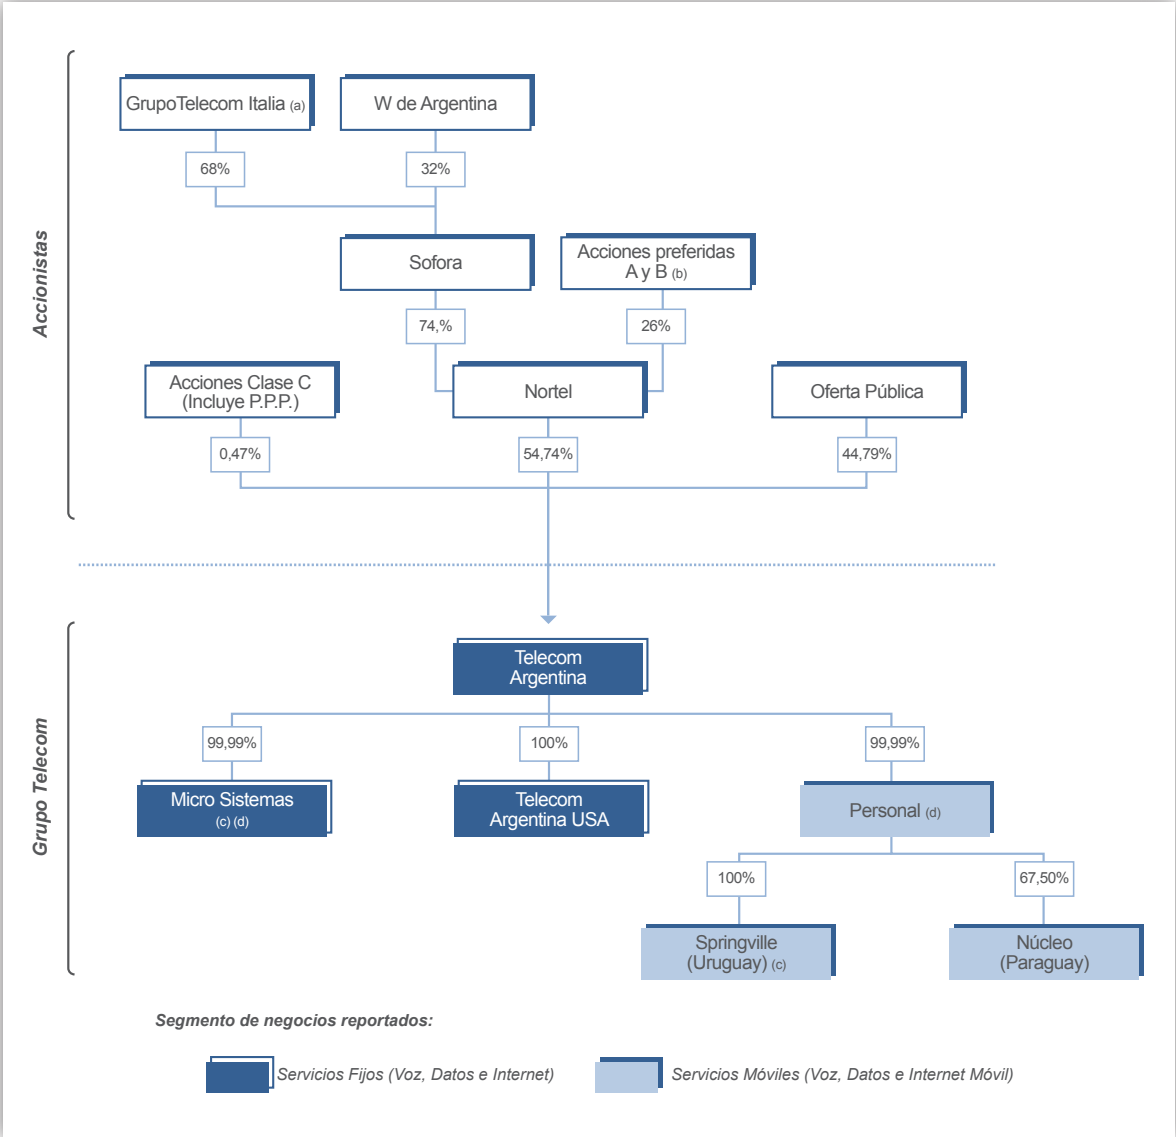 Accionistas
GrupoTelecom Italia (a)
W de Argentina
68%
32%
Sofora
Acciones preferidas
A y B (b)
74,%
26%
Acciones Clase C
(Incluye P.P.P.)
Nortel
Oferta Pública
0,47%
54,74%
44,79%
Grupo Telecom
Telecom
Argentina
99,99%
100%
99,99%
Micro Sistemas
(c) (d)
Telecom
Argentina USA
Personal (d)
100%
67,50%
Springville
(Uruguay) (c)
Núcleo
(Paraguay)
Segmento de negocios reportados:
Servicios Fijos (Voz, Datos e Internet)
Servicios Móviles (Voz, Datos e Internet Móvil)